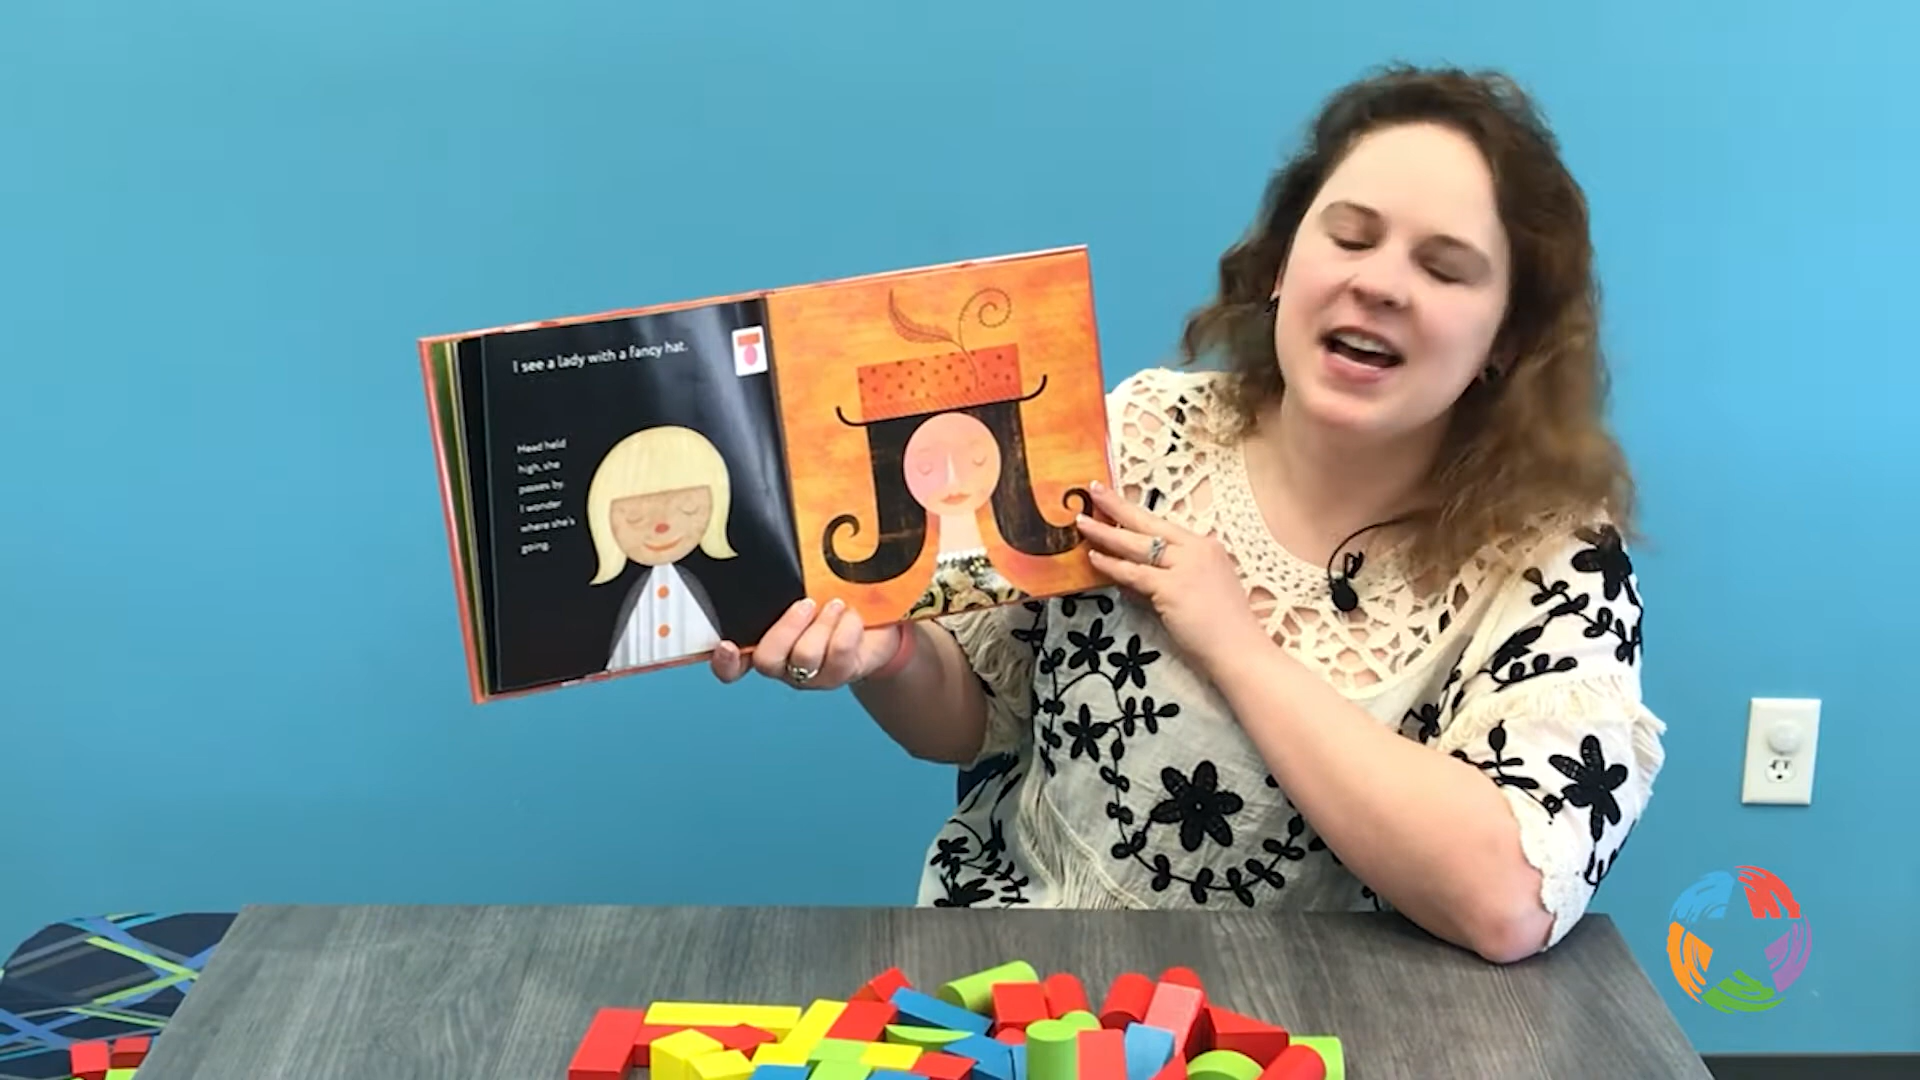 I see a lady with a fancy hat.
Head held
high, she
passes by.
I wonder
where she's
going.